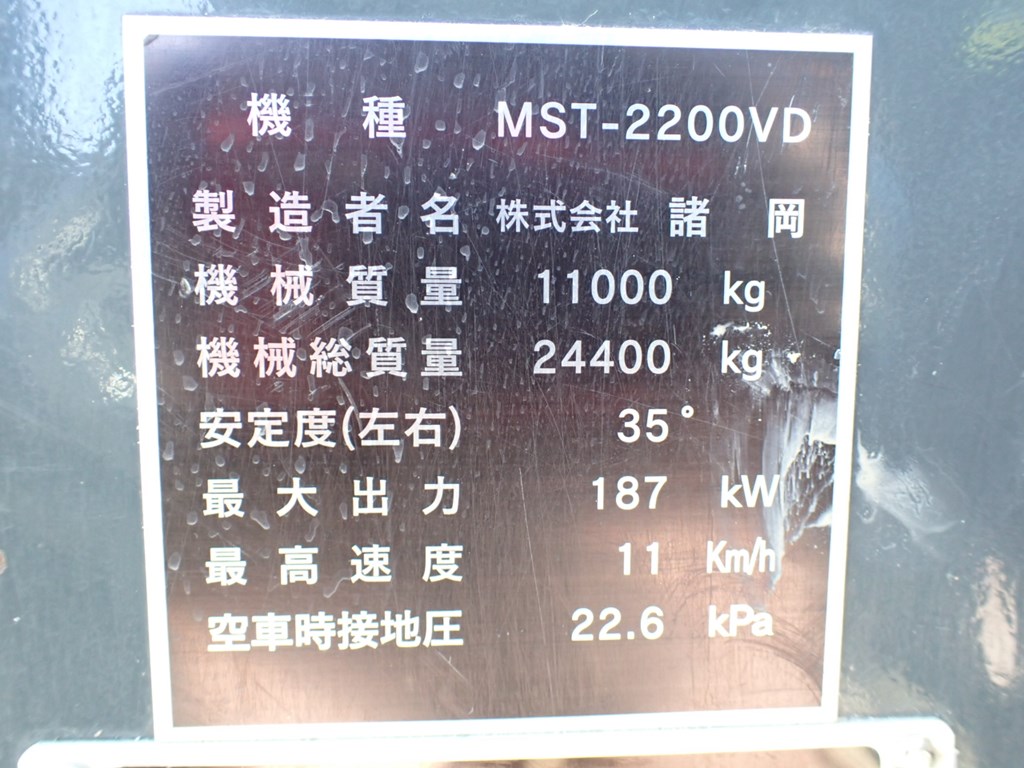 機種 MST-2200VD
製造者名 株式会社 諸岡
機械質量 11000 kg
機械総質量 24400 kg
安定度(左右) 35°
最大出力 187 kW
最高速度 11 Km/h
空車時接地圧 22.6 kPa